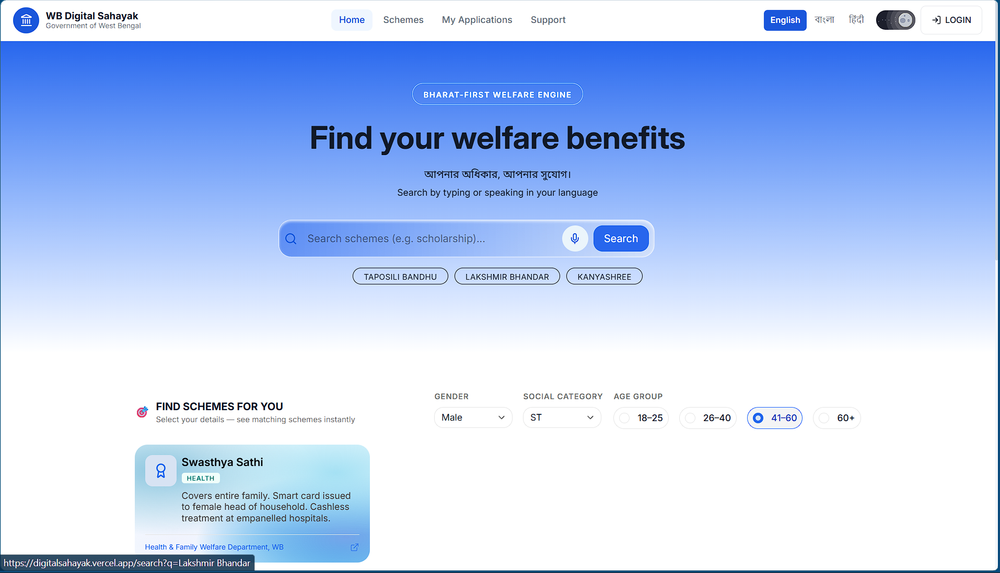 WB Digital Sahayak
Government of West Bengal
Home
Schemes
My Applications
Support
English
বাংলা
हिंदी
LOGIN
BHARAT-FIRST WELFARE ENGINE
Find your welfare benefits
আপনার অধিকার, আপনার সুযোগ।
Search by typing or speaking in your language
Search schemes (e.g. scholarship)...
Search
TAPOSILI BANDHU
LAKSHMIR BHANDAR
KANYASHREE
FIND SCHEMES FOR YOU
Select your details — see matching schemes instantly
GENDER
Male
SOCIAL CATEGORY
ST
AGE GROUP
18–25
26–40
41–60
60+
Swasthya Sathi
HEALTH
Covers entire family. Smart card issued
to female head of household. Cashless
treatment at empanelled hospitals.
Health & Family Welfare Department, WB
https://digitalsahayak.vercel.app/search?q=Lakshmir Bhandar